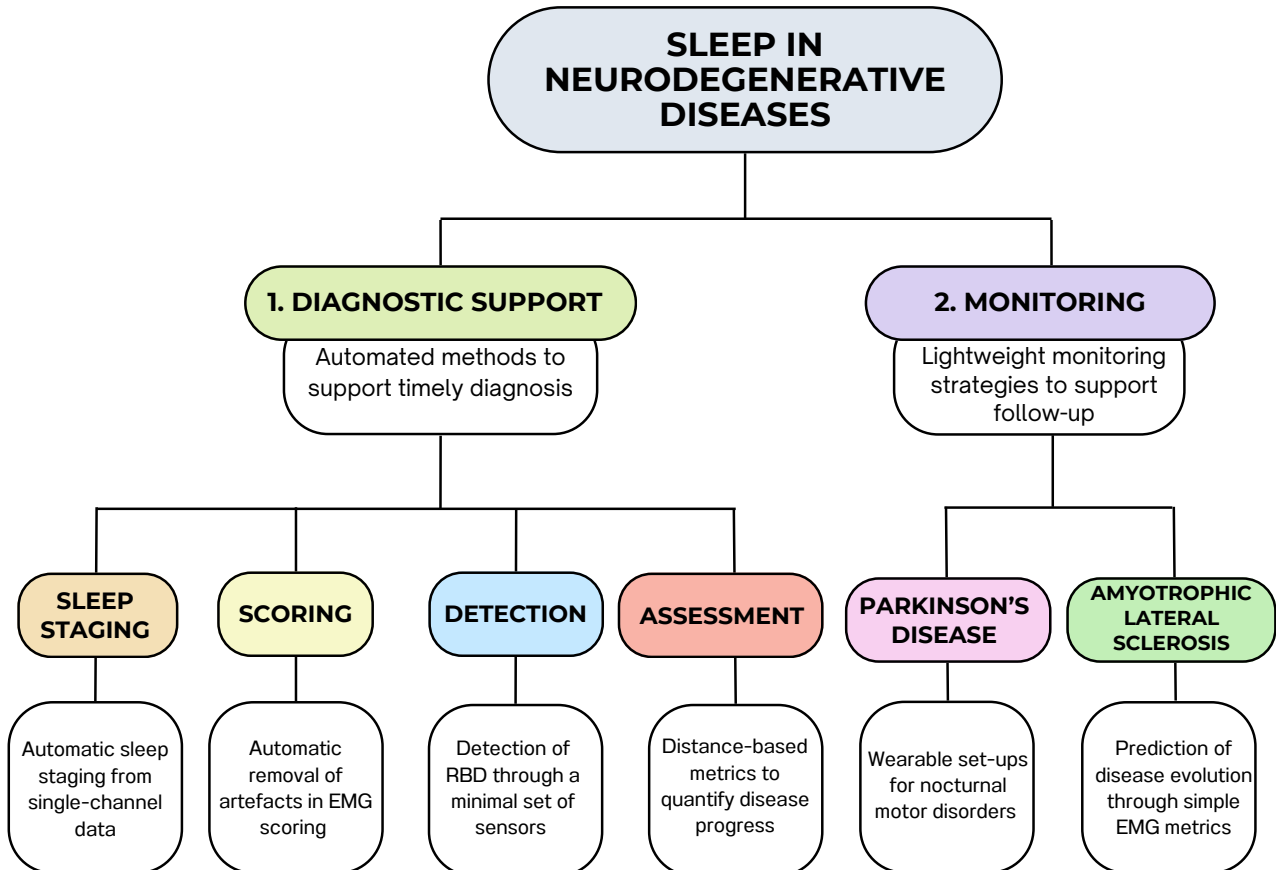 SLEEP IN
NEURODEGENERATIVE
DISEASES
1. DIAGNOSTIC SUPPORT
Automated methods to
support timely diagnosis
2. MONITORING
Lightweight monitoring
strategies to support
follow-up
SLEEP
STAGING
SCORING
DETECTION
ASSESSMENT
PARKINSON'S
DISEASE
AMYOTROPHIC
LATERAL
SCLEROSIS
Automatic sleep
staging from
single-channel
data
Automatic
removal of
artefacts in EMG
scoring
Detection of
RBD through a
minimal set of
sensors
Distance-based
metrics to
quantify disease
progress
Wearable set-ups
for nocturnal
motor disorders
Prediction of
disease evolution
through simple
EMG metrics